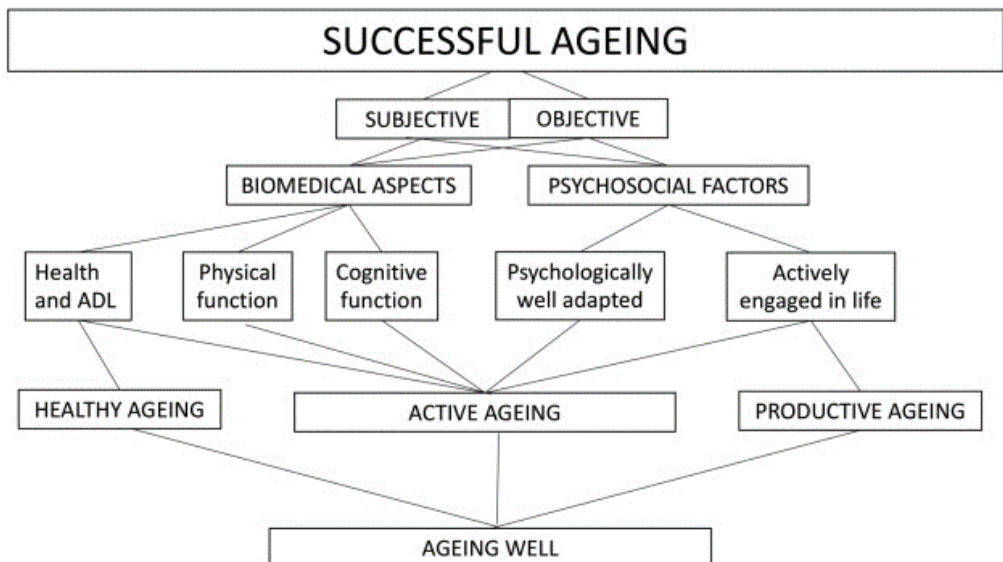 SUCCESSFUL AGEING
SUBJECTIVE
OBJECTIVE
BIOMEDICAL ASPECTS
PSYCHOSOCIAL FACTORS
Health
and ADL
Physical
function
Cognitive
function
Psychologically
well adapted
Actively
engaged in life
HEALTHY AGEING
ACTIVE AGEING
PRODUCTIVE AGEING
AGEING WELL